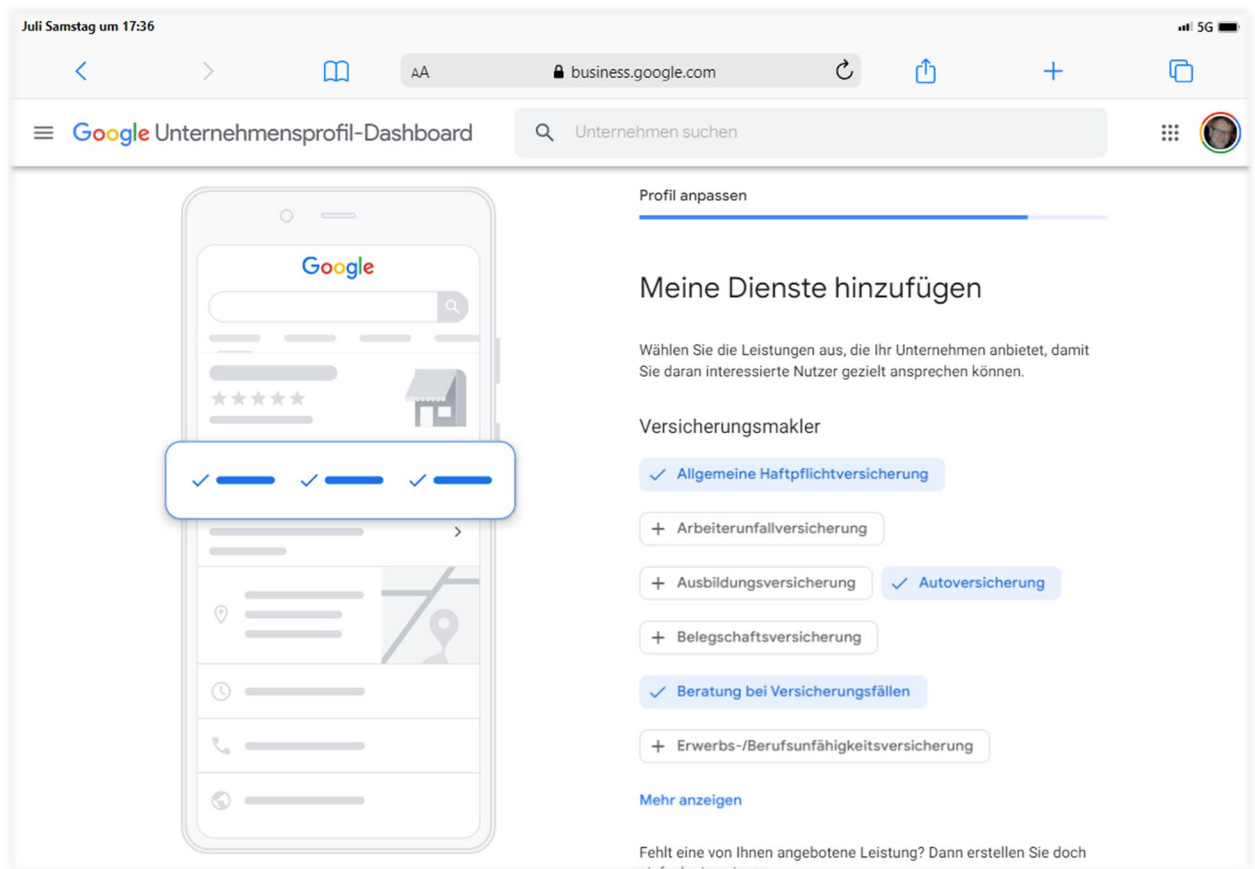 Juli Samstag um 17:36
5G
AA
business.google.com
Google Unternehmensprofil-Dashboard
Unternehmen suchen
Google
Profil anpassen
Meine Dienste hinzufügen
Wählen Sie die Leistungen aus, die Ihr Unternehmen anbietet, damit
Sie daran interessierte Nutzer gezielt ansprechen können.
Versicherungsmakler
Allgemeine Haftpflichtversicherung
Arbeiterunfallversicherung
Ausbildungsversicherung Autoversicherung
Belegschaftsversicherung
Beratung bei Versicherungsfällen
Erwerbs-/Berufsunfähigkeitsversicherung
Mehr anzeigen
Fehlt eine von Ihnen angebotene Leistung? Dann erstellen Sie doch